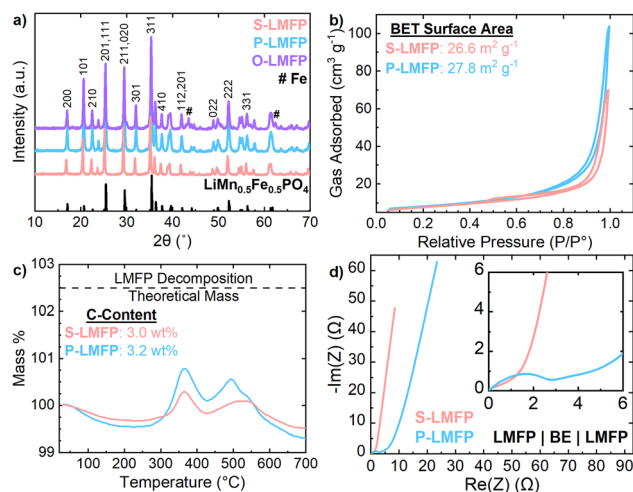 a)
S-LMFP
P-LMFP
O-LMFP
# Fe
200
101
210
201,111
211,020
301
311
410
112,201
#
022
222
331
#
LiMn0.5Fe0.5PO4
Intensity (a.u.)
10 20 30 40 50 60 70
2θ (˚)
b)
BET Surface Area
S-LMFP: 26.6 m² g⁻¹
P-LMFP: 27.8 m² g⁻¹
Gas Adsorbed (cm³ g⁻¹)
100
80
60
40
20
0.0 0.2 0.4 0.6 0.8 1.0
Relative Pressure (P/P°)
c)
LMFP Decomposition
Theoretical Mass
C-Content
S-LMFP: 3.0 wt%
P-LMFP: 3.2 wt%
Mass %
103
102
101
100
99
100 200 300 400 500 600 700
Temperature (°C)
d)
-Im(Z) (Ω)
60
50
40
30
20
10
0
0 10 20 30 40 50 60 70 80 90
Re(Z) (Ω)
6
4
2
0
0 2 4 6
S-LMFP
P-LMFP
LMFP | BE | LMFP